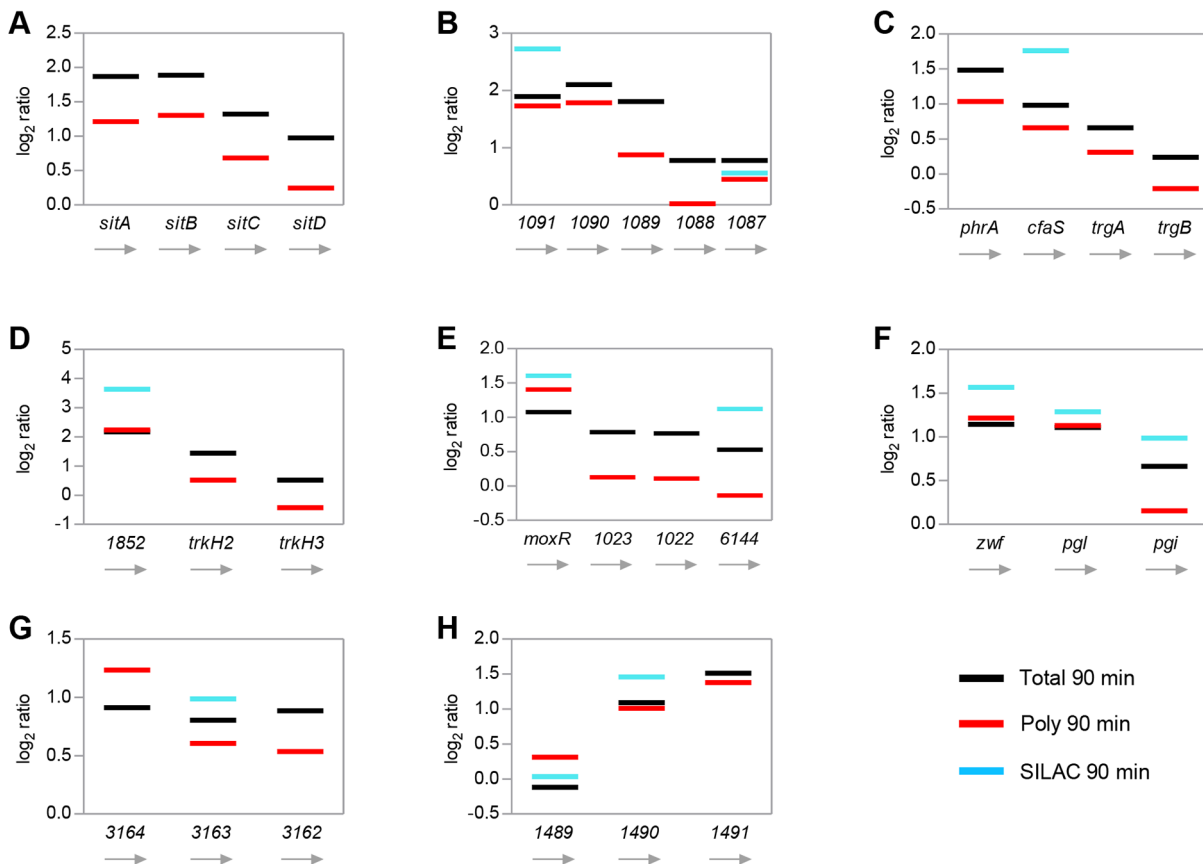 A
log2 ratio
2.5
2.0
1.5
1.0
0.5
0.0
sitA sitB sitC sitD
B
log2 ratio
3
2
1
0
1091 1090 1089 1088 1087
C
log2 ratio
2.0
1.5
1.0
0.5
0.0
-0.5
phrA cfaS trgA trgB
D
log2 ratio
5
4
3
2
1
0
-1
1852 trkH2 trkH3
E
log2 ratio
2.0
1.5
1.0
0.5
0.0
-0.5
moxR 1023 1022 6144
F
log2 ratio
2.0
1.5
1.0
0.5
0.0
zwf pgl pgi
G
log2 ratio
1.5
1.0
0.5
0.0
3164 3163 3162
H
log2 ratio
2.0
1.5
1.0
0.5
0.0
-0.5
1489 1490 1491
Total 90 min
Poly 90 min
SILAC 90 min